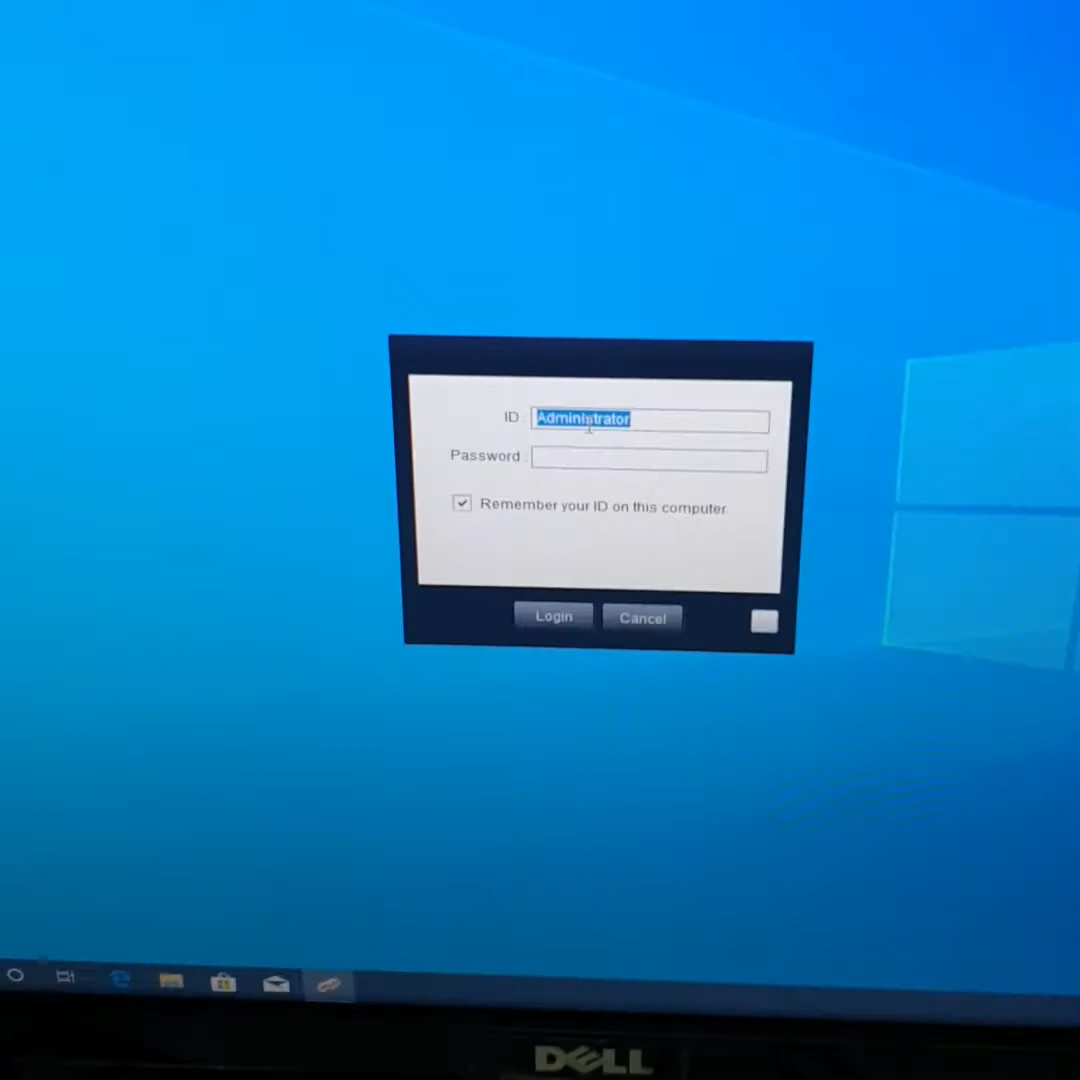 ID
Administrator
Password :
Remember your ID on this computer
Login
Cancel
DELL